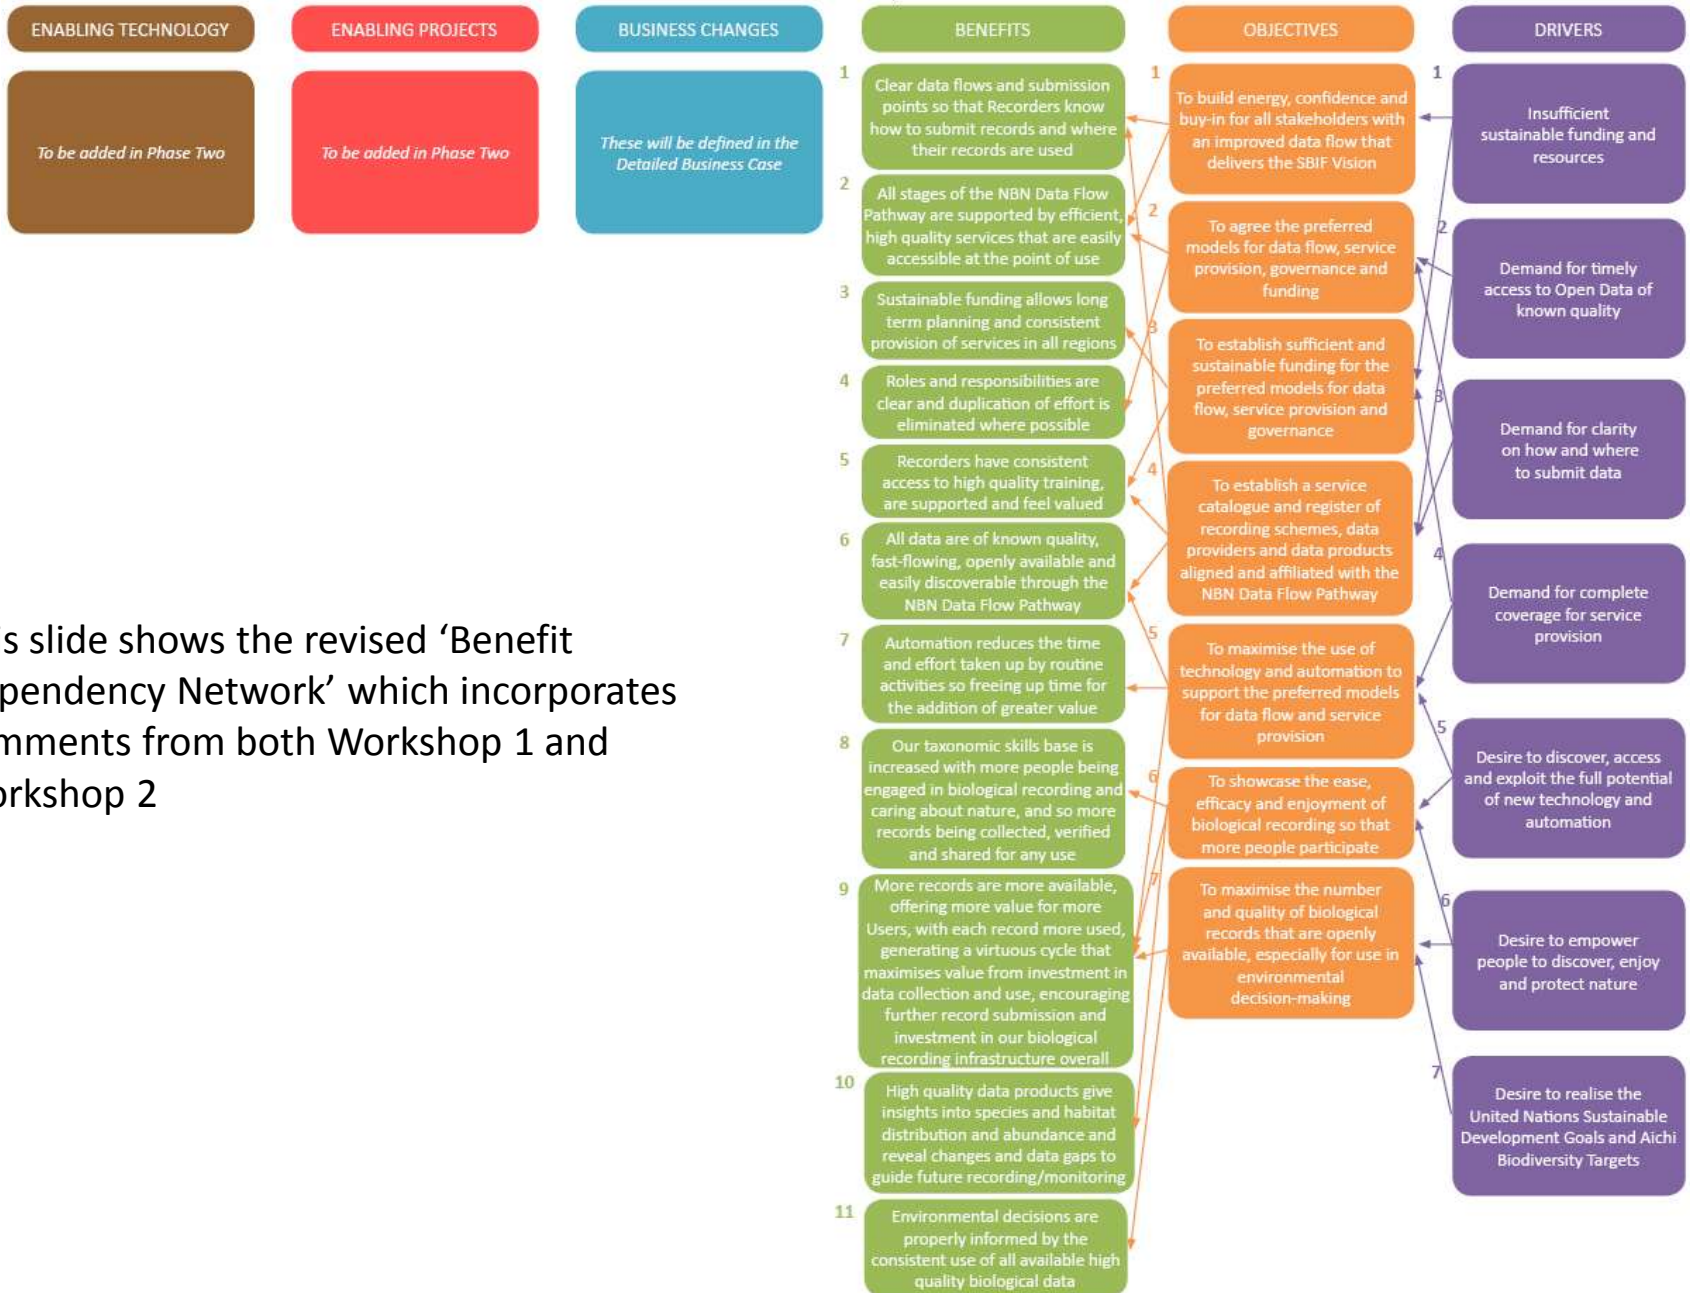 ENABLING TECHNOLOGY
To be added in Phase Two
ENABLING PROJECTS
To be added in Phase Two
BUSINESS CHANGES
These will be defined in the
Detailed Business Case
BENEFITS
1
Clear data flows and submission
points so that Recorders know
how to submit records and where
their records are used
2
All stages of the NBN Data Flow
Pathway are supported by efficient,
high quality services that are easily
accessible at the point of use
3
Sustainable funding allows long
term planning and consistent
provision of services in all regions
4
Roles and responsibilities are
clear and duplication of effort is
eliminated where possible
5
Recorders have consistent
access to high quality training,
are supported and feel valued
6
All data are of known quality,
fast-flowing, openly available and
easily discoverable through the
NBN Data Flow Pathway
7
Automation reduces the time
and effort taken up by routine
activities so freeing up time for
the addition of greater value
8
Our taxonomic skills base is
increased with more people being
engaged in biological recording and
caring about nature, and so more
records being collected, verified
and shared for any use
9
More records are more available,
offering more value for more
Users, with each record more used,
generating a virtuous cycle that
maximises value from investment in
data collection and use, encouraging
further record submission and
investment in our biological
recording infrastructure overall
10
High quality data products give
insights into species and habitat
distribution and abundance and
reveal changes and data gaps to
guide future recording/monitoring
11
Environmental decisions are
properly informed by the
consistent use of all available high
quality biological data
OBJECTIVES
1
To build energy, confidence and
buy-in for all stakeholders with
an improved data flow that
delivers the SBIF Vision
2
To agree the preferred
models for data flow, service
provision, governance and
funding
3
To establish sufficient and
sustainable funding for the
preferred models for data
flow, service provision and
governance
4
To establish a service
catalogue and register of
recording schemes, data
providers and data products
aligned and affiliated with the
NBN Data Flow Pathway
5
To maximise the use of
technology and automation to
support the preferred models
for data flow and service
provision
6
To showcase the ease,
efficacy and enjoyment of
biological recording so that
more people participate
7
To maximise the number
and quality of biological
records that are openly
available, especially for use in
environmental
decision-making
DRIVERS
1
Insufficient
sustainable funding and
resources
2
Demand for timely
access to Open Data of
known quality
3
Demand for clarity
on how and where
to submit data
4
Demand for complete
coverage for service
provision
5
Desire to discover, access
and exploit the full potential
of new technology and
automation
6
Desire to empower
people to discover, enjoy
and protect nature
7
Desire to realise the
United Nations Sustainable
Development Goals and Aichi
Biodiversity Targets
s slide shows the revised ‘Benefit
pendency Network’ which incorporates
mments from both Workshop 1 and
orkshop 2